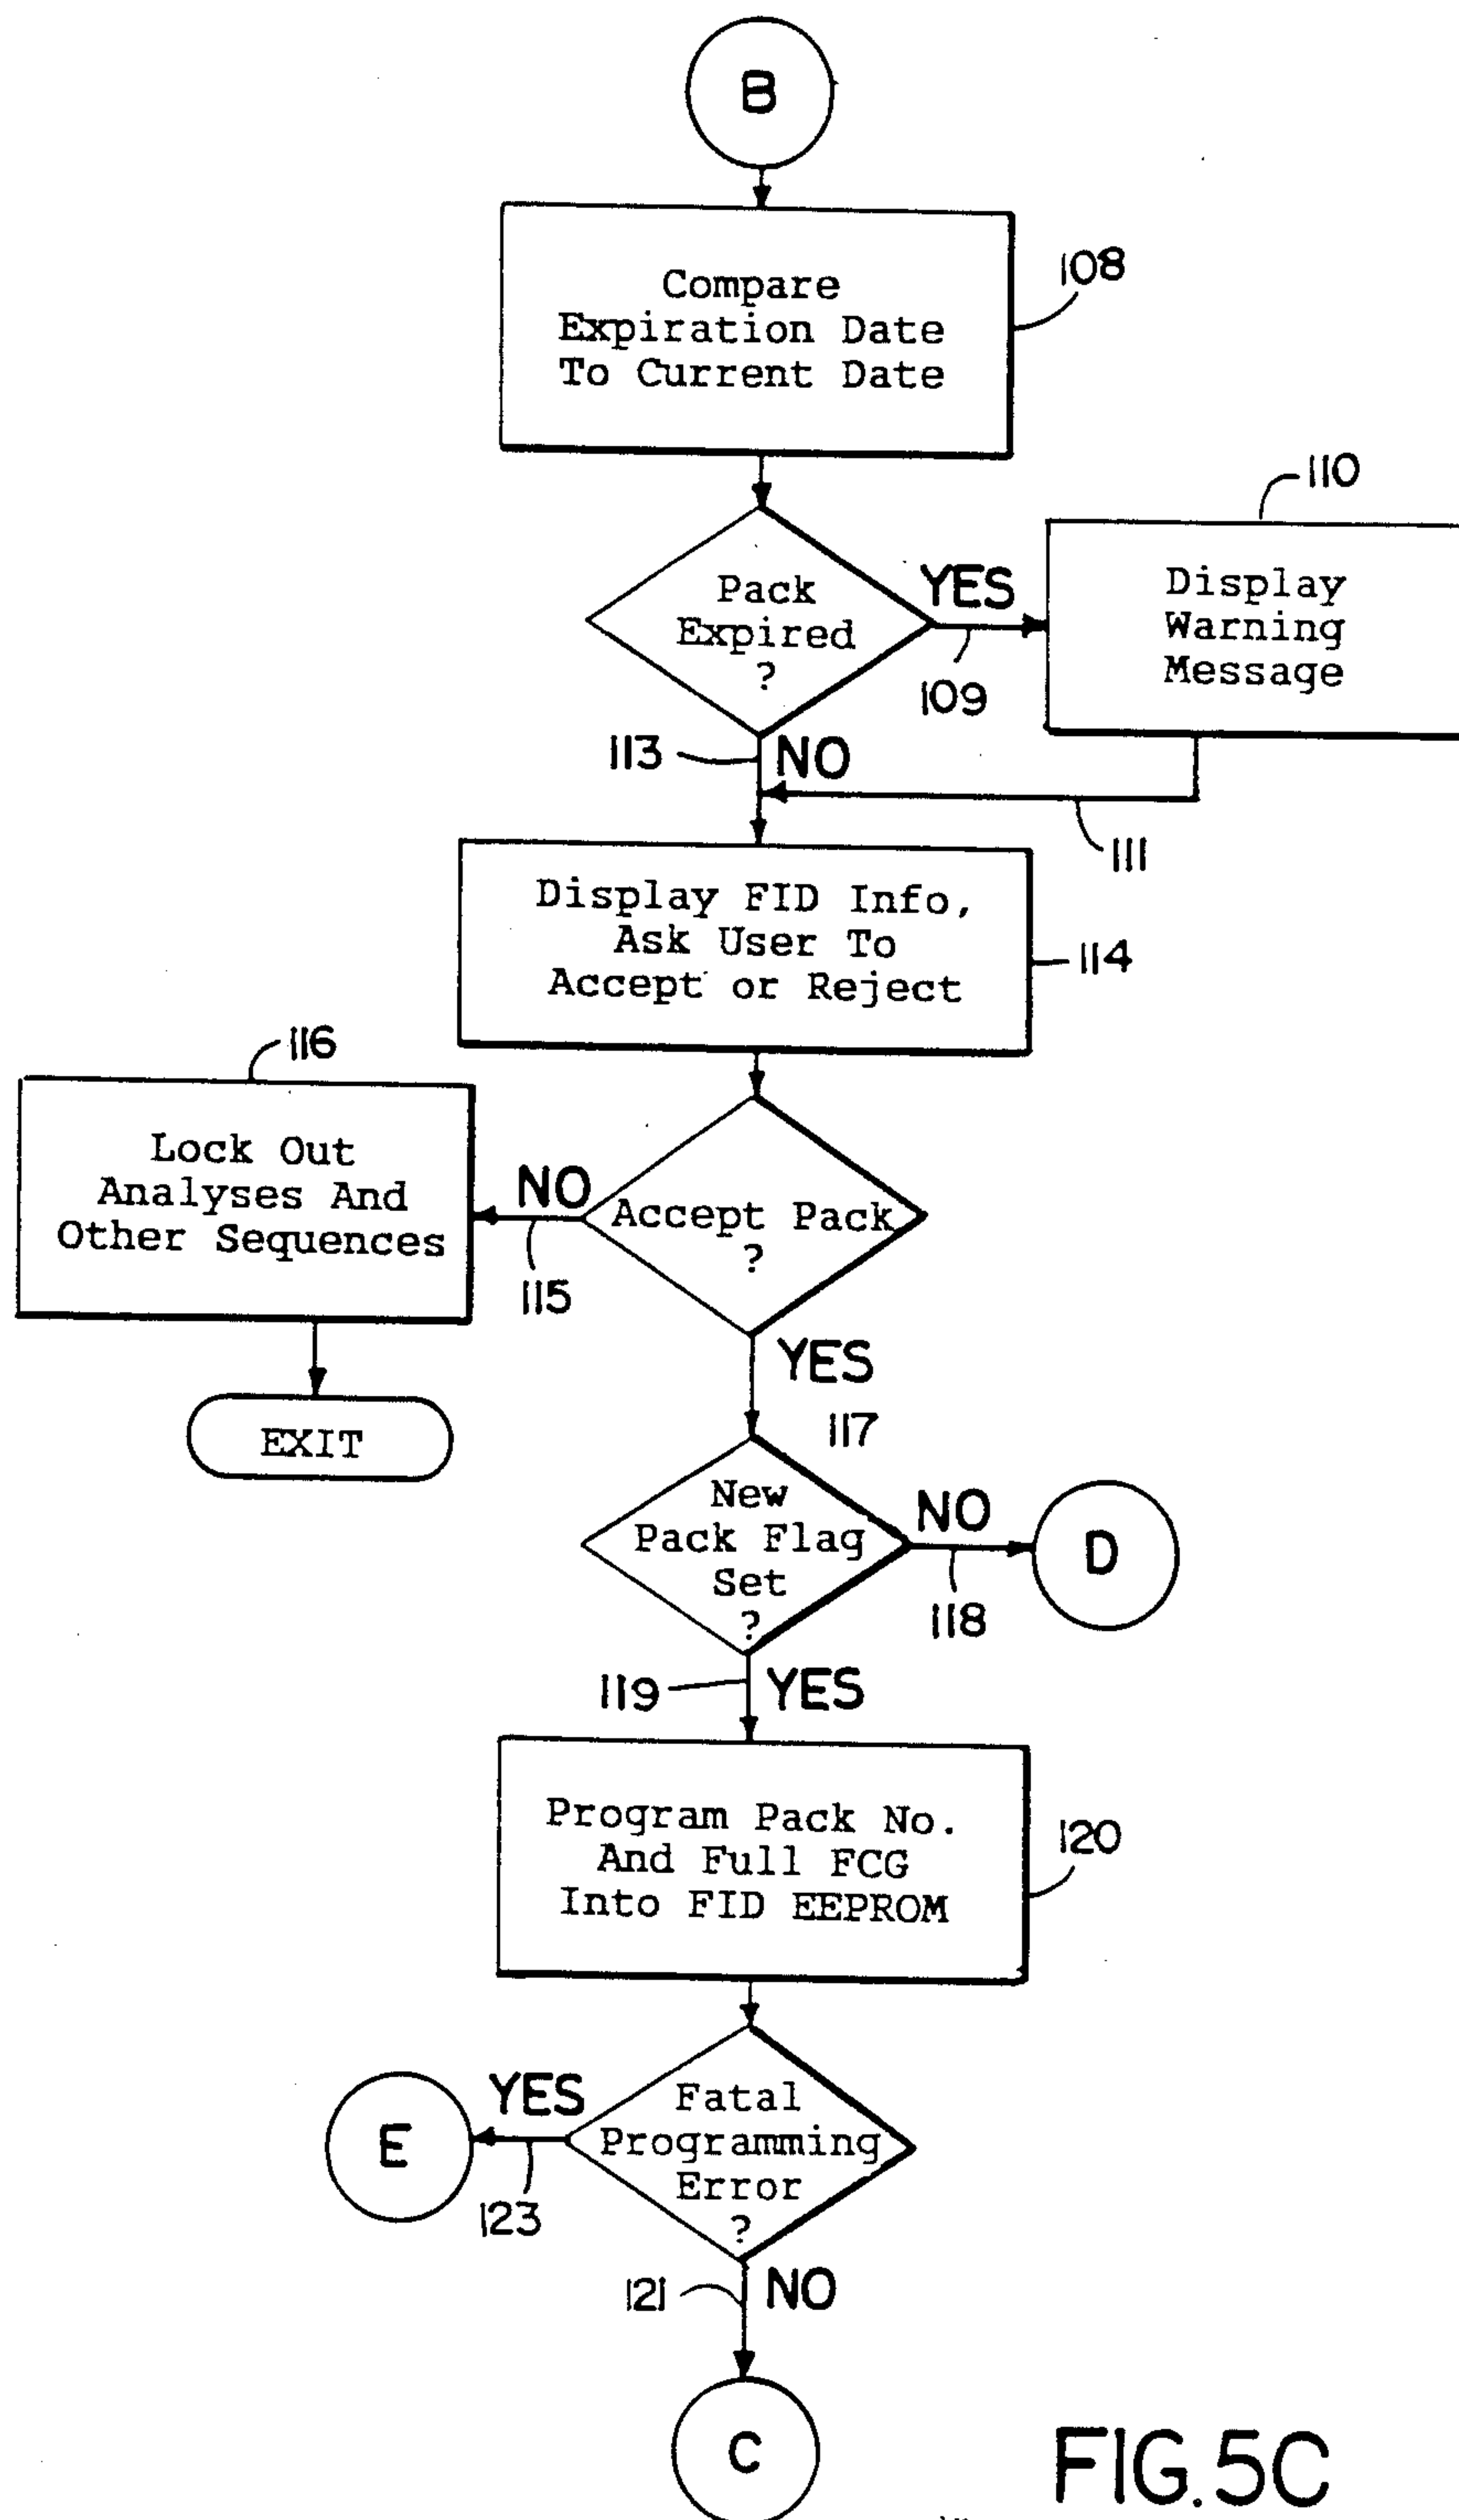 B
Compare
Expiration Date
To Current Date
108
110
Pack
Expired
?
YES
109
Display
Warning
Message
113
NO
111
Display FID Info,
Ask User To
Accept or Reject
114
116
Lock Out
Analyses And
Other Sequences
NO
115
Accept Pack
?
EXIT
YES
117
New
Pack Flag
Set
?
NO
118
D
119
YES
Program Pack No.
And Full FCG
Into FID EEPROM
120
E
YES
123
Fatal
Programming
Error
?
121
NO
C
FIG. 5C